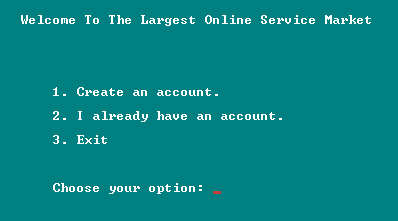 Welcome To The Largest Online Service Market
1. Create an account.
2. I already have an account.
3. Exit
Choose your option: _